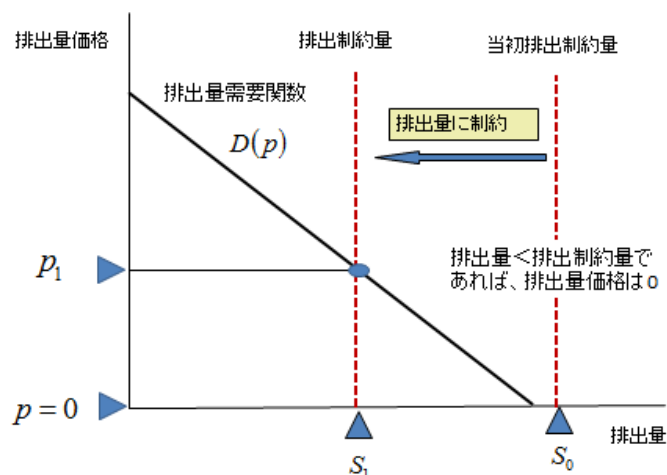 排出量価格
排出制約量
当初排出制約量
排出量需要関数
D(p)
排出量に制約
排出量＜排出制約量で
あれば、排出量価格は0
p₁
p = 0
排出量
S₁
S₀